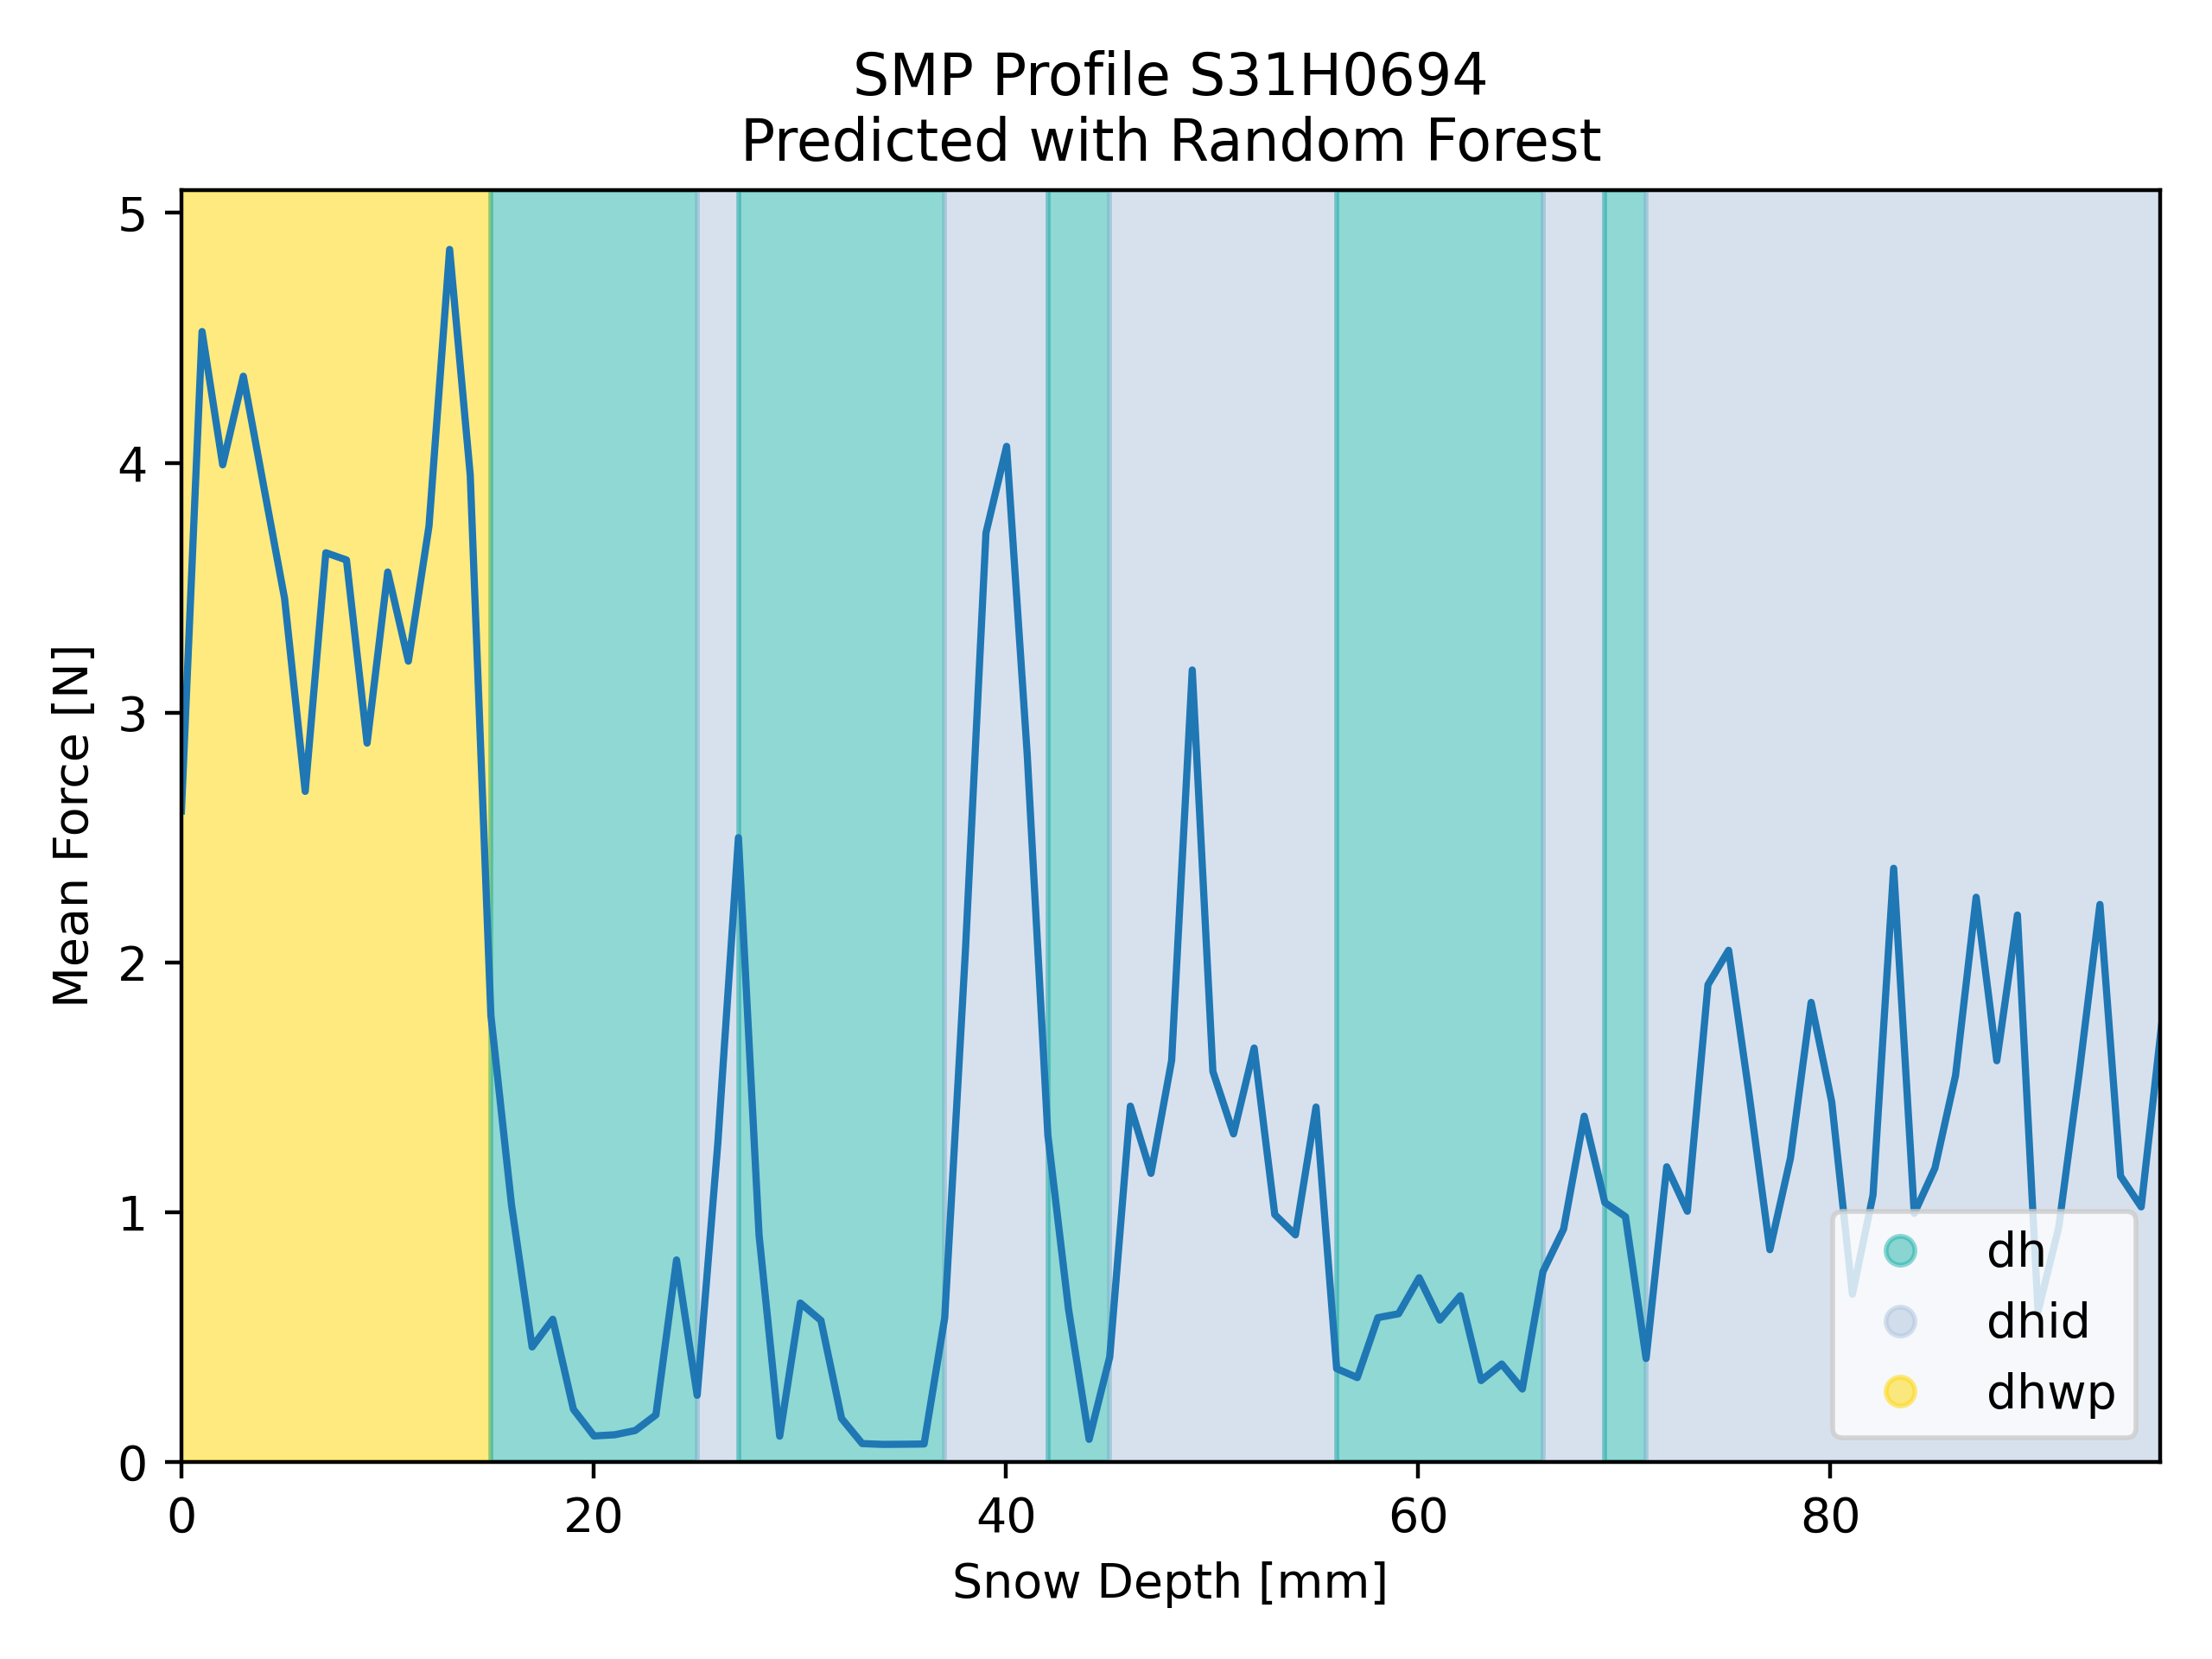 SMP Profile S31H0694
Predicted with Random Forest
5
4
3
2
1
0
Mean Force [N]
0 20 40 60 80
Snow Depth [mm]
dh
dhid
dhwp